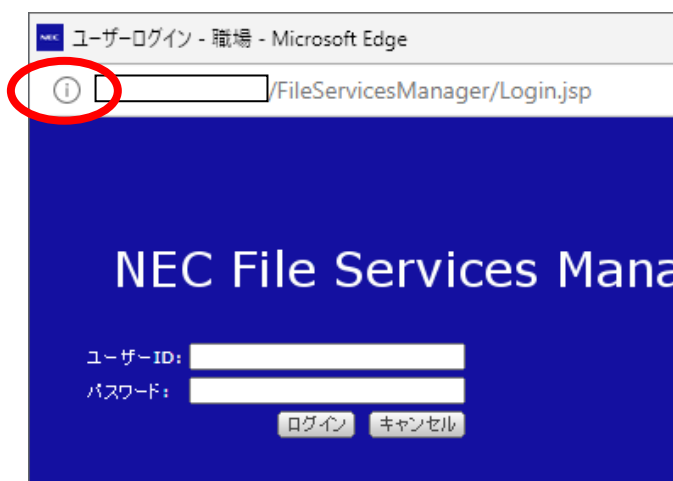 NEC ユーザーログイン - 職場 - Microsoft Edge
/FileServicesManager/Login.jsp
NEC File Services Mana
ユーザーID:
パスワード:
ログイン キャンセル